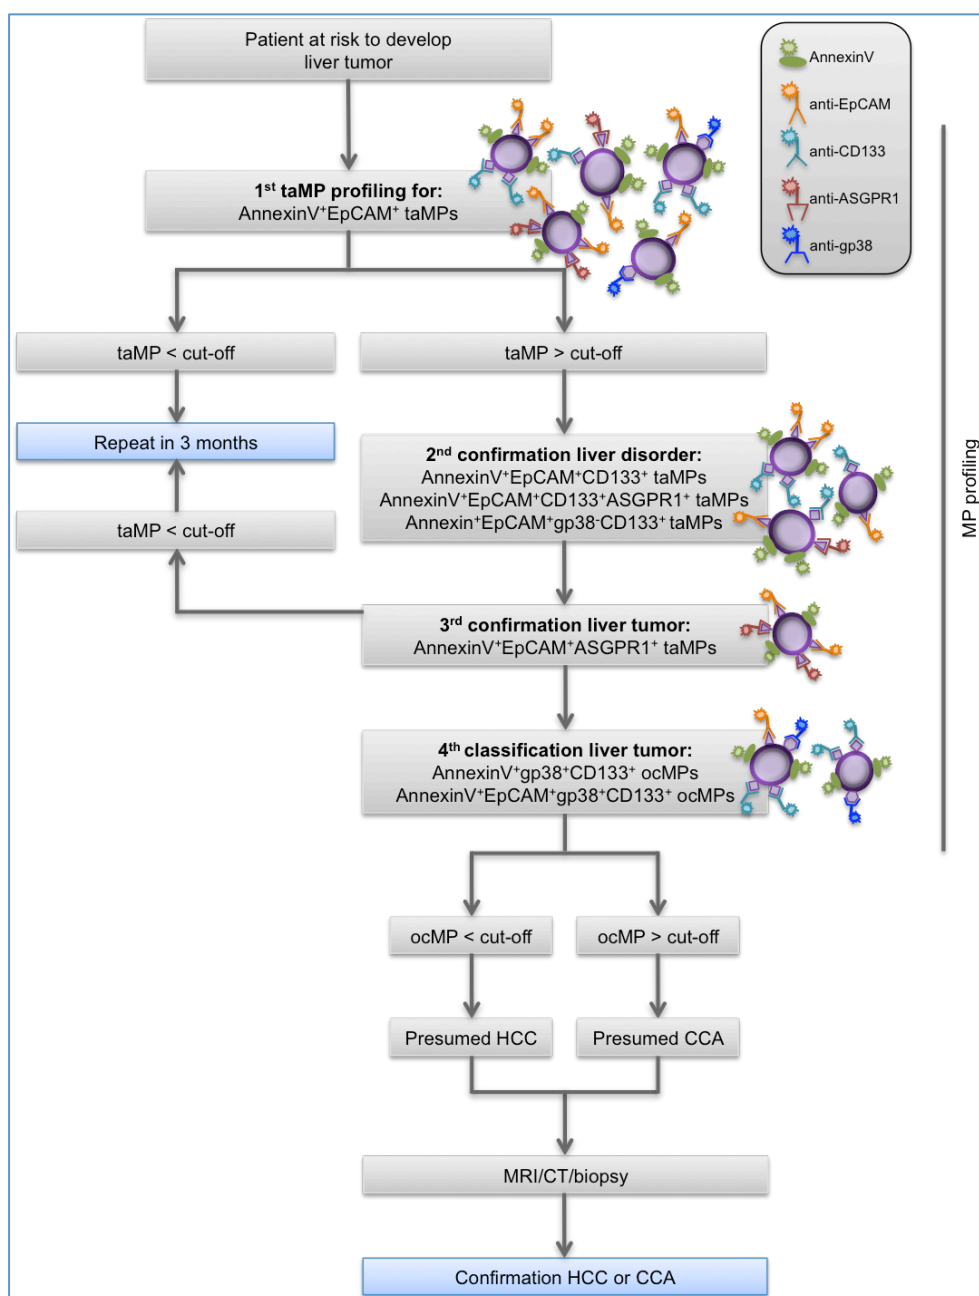 Patient at risk to develop
liver tumor
AnnexinV
anti-EpCAM
anti-CD133
anti-ASGPR1
anti-gp38
1st taMP profiling for:
AnnexinV⁺EpCAM⁺ taMPs
taMP < cut-off
taMP > cut-off
Repeat in 3 months
2nd confirmation liver disorder:
AnnexinV⁺EpCAM⁺CD133⁺ taMPs
AnnexinV⁺EpCAM⁺CD133⁺ASGPR1⁺ taMPs
Annexin⁺EpCAM⁺gp38⁻CD133⁺ taMPs
taMP < cut-off
MP profiling
3rd confirmation liver tumor:
AnnexinV⁺EpCAM⁺ASGPR1⁺ taMPs
4th classification liver tumor:
AnnexinV⁺gp38⁺CD133⁺ ocMPs
AnnexinV⁺EpCAM⁺gp38⁺CD133⁺ ocMPs
ocMP < cut-off
ocMP > cut-off
Presumed HCC
Presumed CCA
MRI/CT/biopsy
Confirmation HCC or CCA